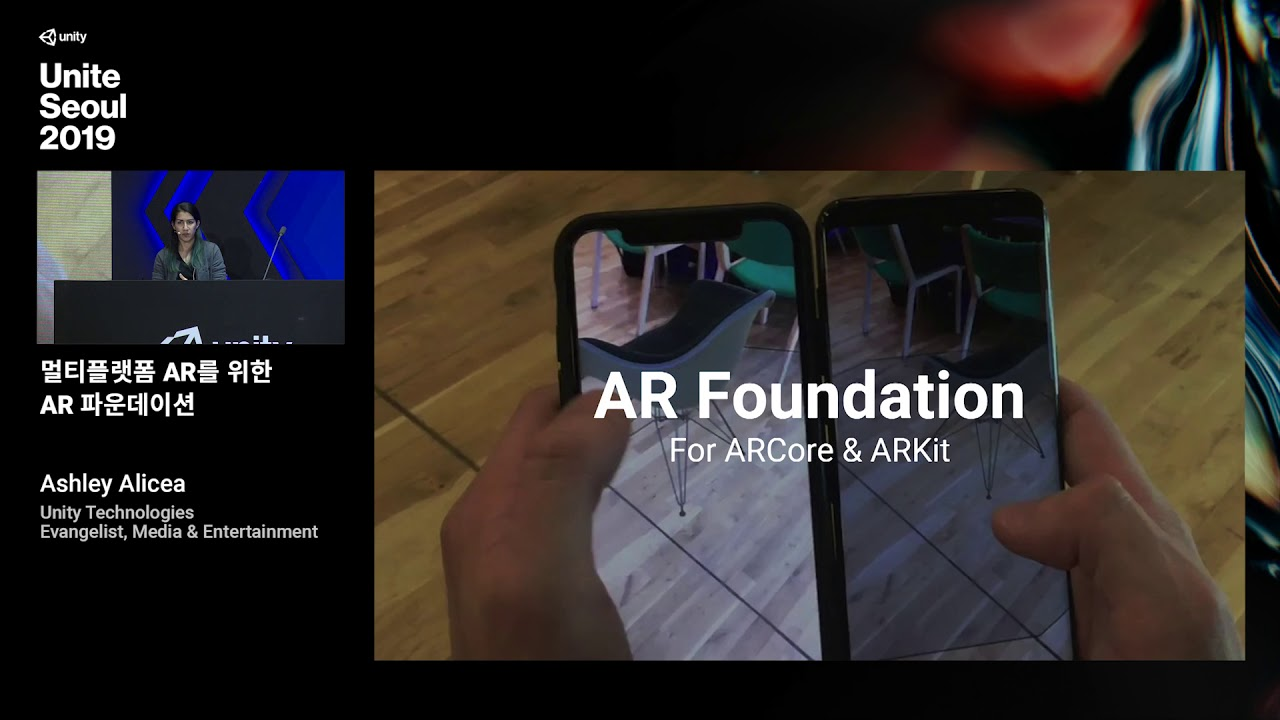 unity
Unite
Seoul
2019
unity
멀티플랫폼 AR를 위한
AR 파운데이션
Ashley Alicea
Unity Technologies
Evangelist, Media & Entertainment
AR Foundation
For ARCore & ARKit